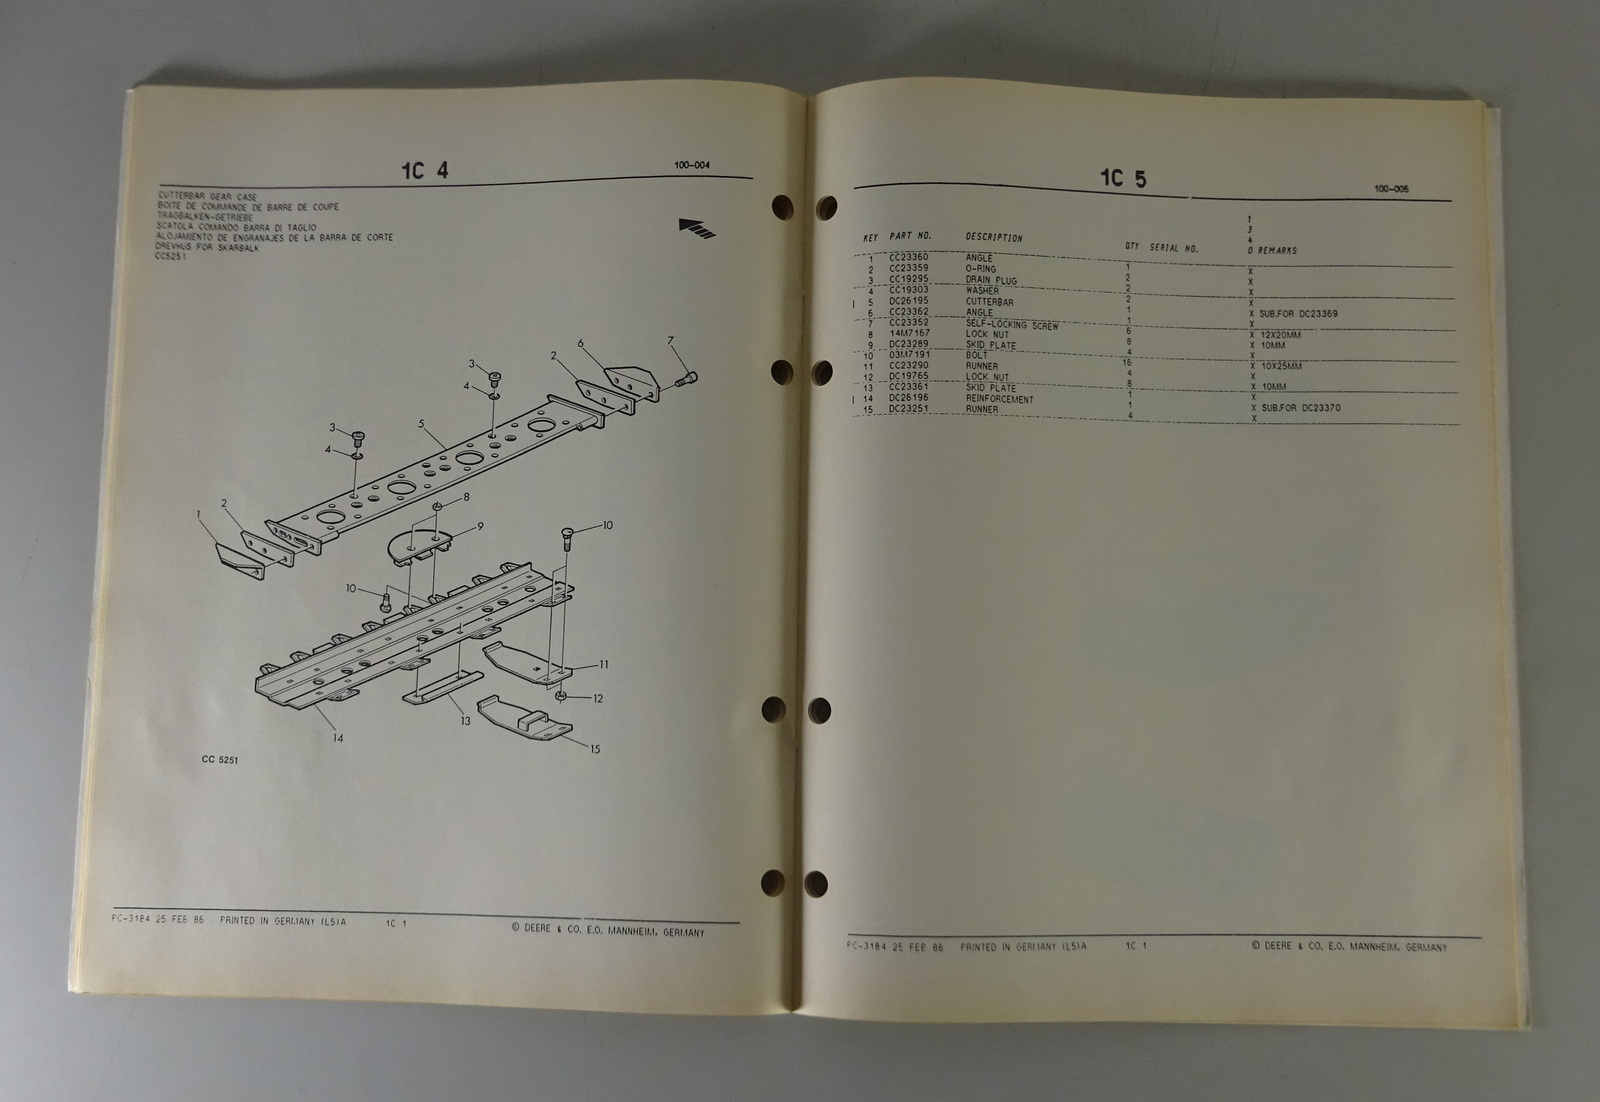 1C 4
100-004
CUTTERBAR GEAR CASE
BOITE DE COMMANDE DE BARRE DE COUPE
TRAGBALKEN-GETRIEBE
SCATOLA COMANDO BARRA DI TAGLIO
ALOJAMIENTO DE ENGRANAJES DE LA BARRA DE CORTE
DREVHUS FOR SKARBALK
CC5251
7
6
2
3
4
5
3
4
8
2
1
9
10
10
11
12
13
14
15
CC 5251
PC-3184 25 FEB 86 PRINTED IN GERMANY (L5)A 1C 1
© DEERE & CO. E.O. MANNHEIM, GERMANY
1C 5
100-005
1
3
4
KEY PART NO. DESCRIPTION QTY SERIAL NO. 0 REMARKS
1 CC23360 ANGLE 1 X
2 CC23359 O-RING 2 X
3 CC19295 DRAIN PLUG 2 X
4 CC19303 WASHER 2 X
I 5 DC26195 CUTTERBAR 1 X SUB.FOR DC23369
6 CC23362 ANGLE 1 X
7 CC23352 SELF-LOCKING SCREW 6 X 12X20MM
8 14M7167 LOCK NUT 8 X 10MM
9 DC23289 SKID PLATE 4 X
10 03M7191 BOLT 16 X 10X25MM
11 CC23290 RUNNER 4 X
12 DC19765 LOCK NUT 8 X 10MM
13 CC23361 SKID PLATE 1 X
I 14 DC26196 REINFORCEMENT 1 X SUB.FOR DC23370
15 DC23251 RUNNER 4 X
PC-3184 25 FEB 86 PRINTED IN GERMANY (L5)A 1C 1
© DEERE & CO. E.O. MANNHEIM, GERMANY